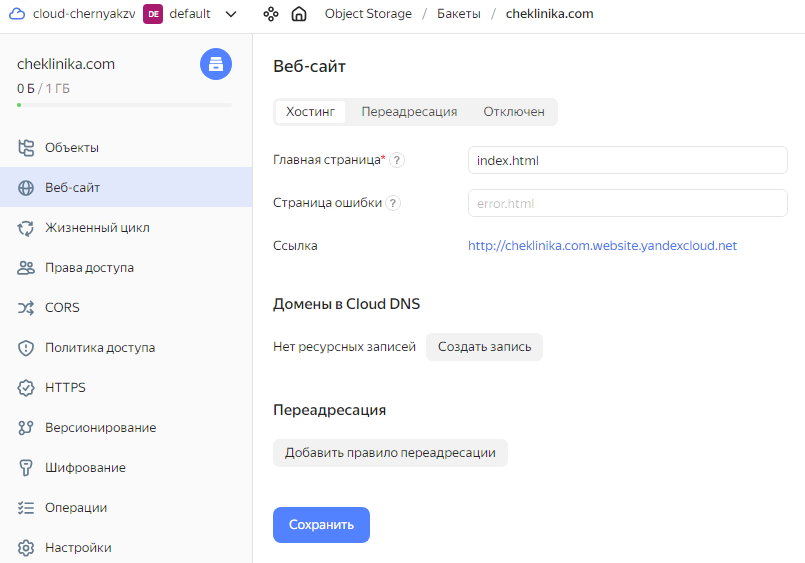 cloud-chernyakzv DE default Object Storage / Бакеты / cheklinika.com
cheklinika.com
0 Б / 1 ГБ
Объекты
Веб-сайт
Жизненный цикл
Права доступа
CORS
Политика доступа
HTTPS
Версионирование
Шифрование
Операции
Настройки
Веб-сайт
Хостинг Переадресация Отключен
Главная страница* ? index.html
Страница ошибки ? error.html
Ссылка http://cheklinika.com.website.yandexcloud.net
Домены в Cloud DNS
Нет ресурсных записей Создать запись
Переадресация
Добавить правило переадресации
Сохранить